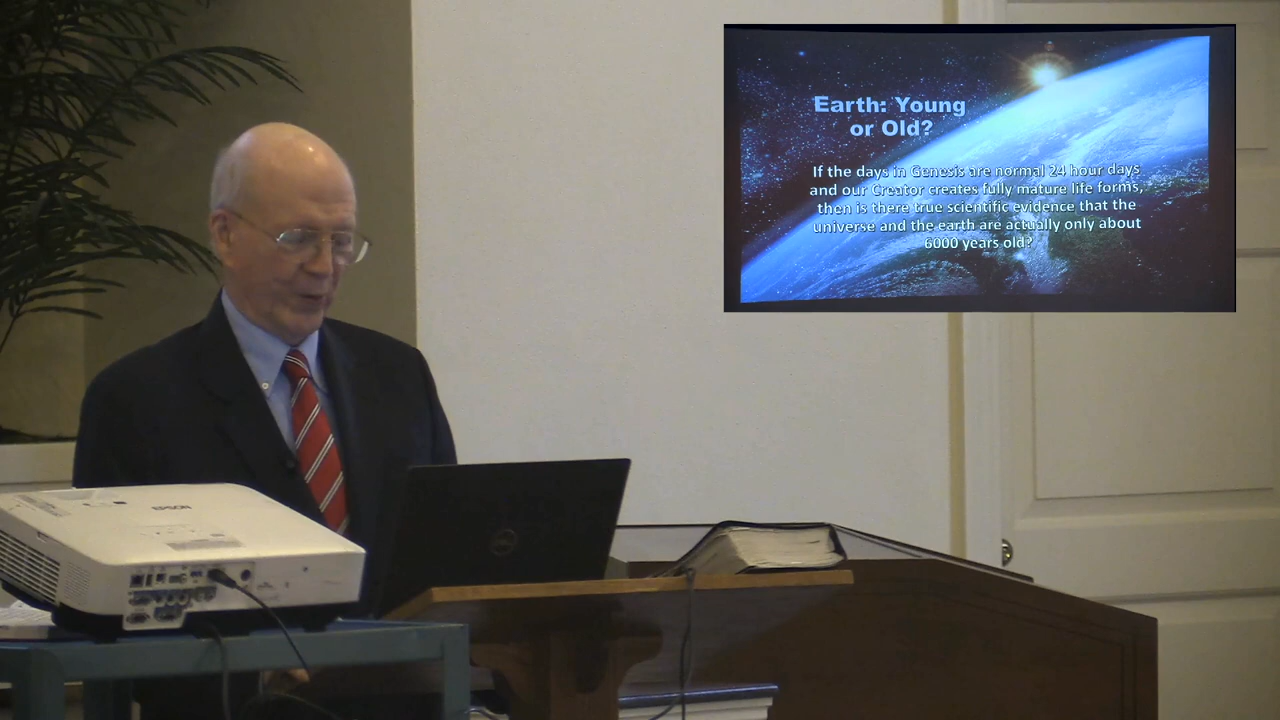 Earth: Young
or Old?
If the days in Genesis are normal 24 hour days
and our Creator creates fully mature life forms,
then is there true scientific evidence that the
universe and the earth are actually only about
6000 years old?
EPSON
DELL